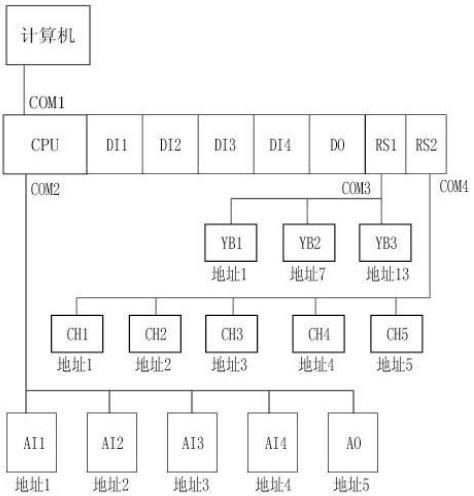 计算机
COM1
CPU DI1 DI2 DI3 DI4 DO RS1 RS2
COM2 COM3 COM4
YB1 YB2 YB3
地址1 地址7 地址13
CH1 CH2 CH3 CH4 CH5
地址1 地址2 地址3 地址4 地址5
AI1 AI2 AI3 AI4 AO
地址1 地址2 地址3 地址4 地址5